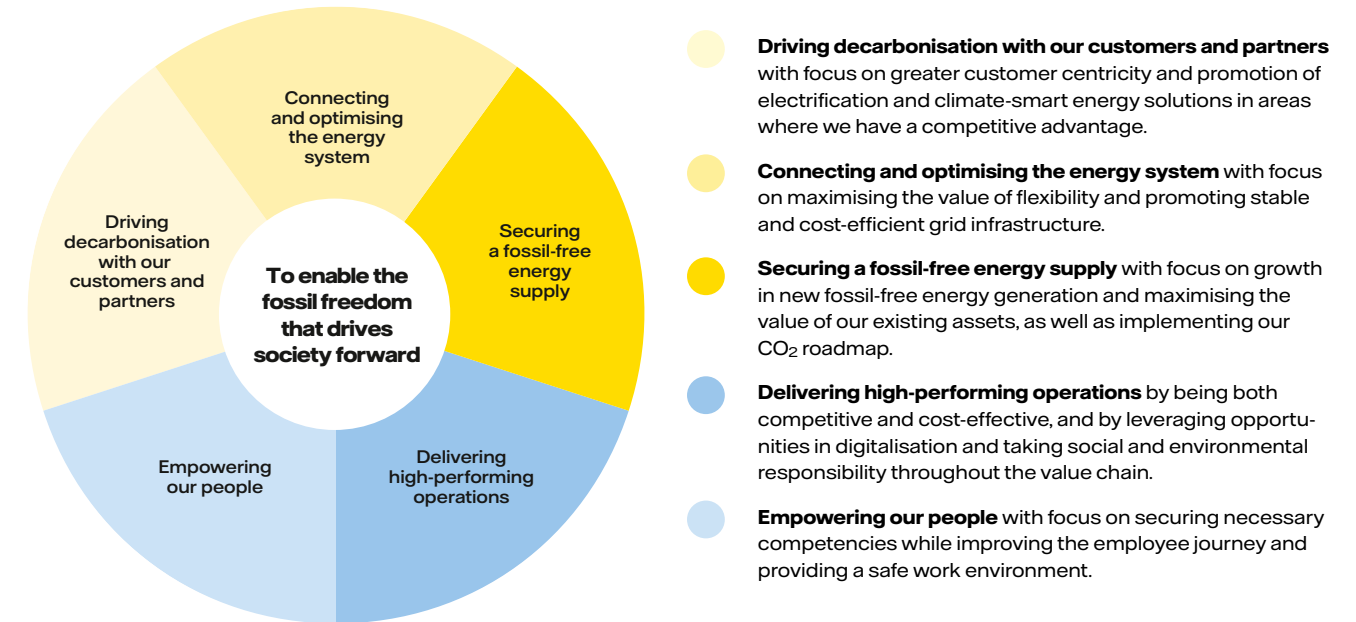 Connecting
and optimising
the energy
system
Driving
decarbonisation
with our
customers and
partners
Securing
a fossil-free
energy
supply
To enable the
fossil freedom
that drives
society forward
Empowering
our people
Delivering
high-performing
operations
Driving decarbonisation with our customers and partners
with focus on greater customer centricity and promotion of
electrification and climate-smart energy solutions in areas
where we have a competitive advantage.
Connecting and optimising the energy system with focus
on maximising the value of flexibility and promoting stable
and cost-efficient grid infrastructure.
Securing a fossil-free energy supply with focus on growth
in new fossil-free energy generation and maximising the
value of our existing assets, as well as implementing our
CO₂ roadmap.
Delivering high-performing operations by being both
competitive and cost-effective, and by leveraging opportu-
nities in digitalisation and taking social and environmental
responsibility throughout the value chain.
Empowering our people with focus on securing necessary
competencies while improving the employee journey and
providing a safe work environment.